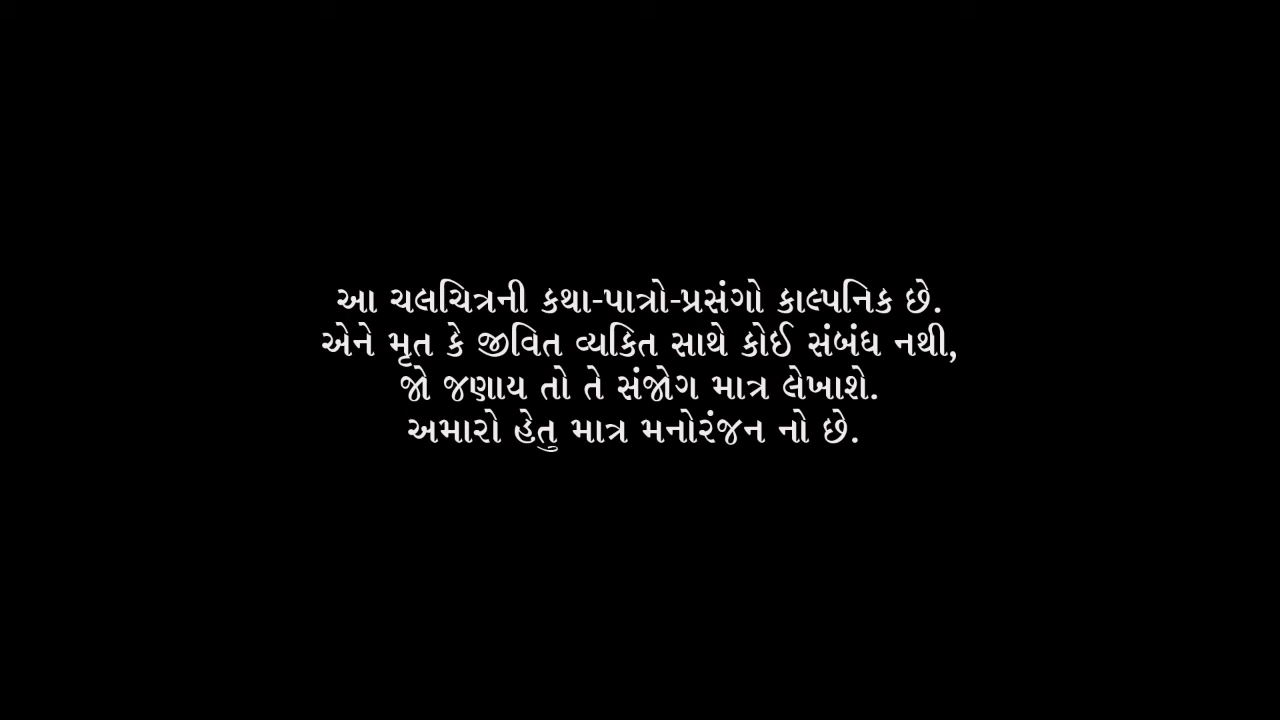 આ ચલચિત્રની કથા-પાત્રો-પ્રસંગો કાલ્પનિક છે.
એને મૃત કે જીવિત વ્યકિત સાથે કોઈ સંબંધ નથી,
જો જણાય તો તે સંજોગ માત્ર લેખાશે.
અમારો હેતુ માત્ર મનોરંજન નો છે.